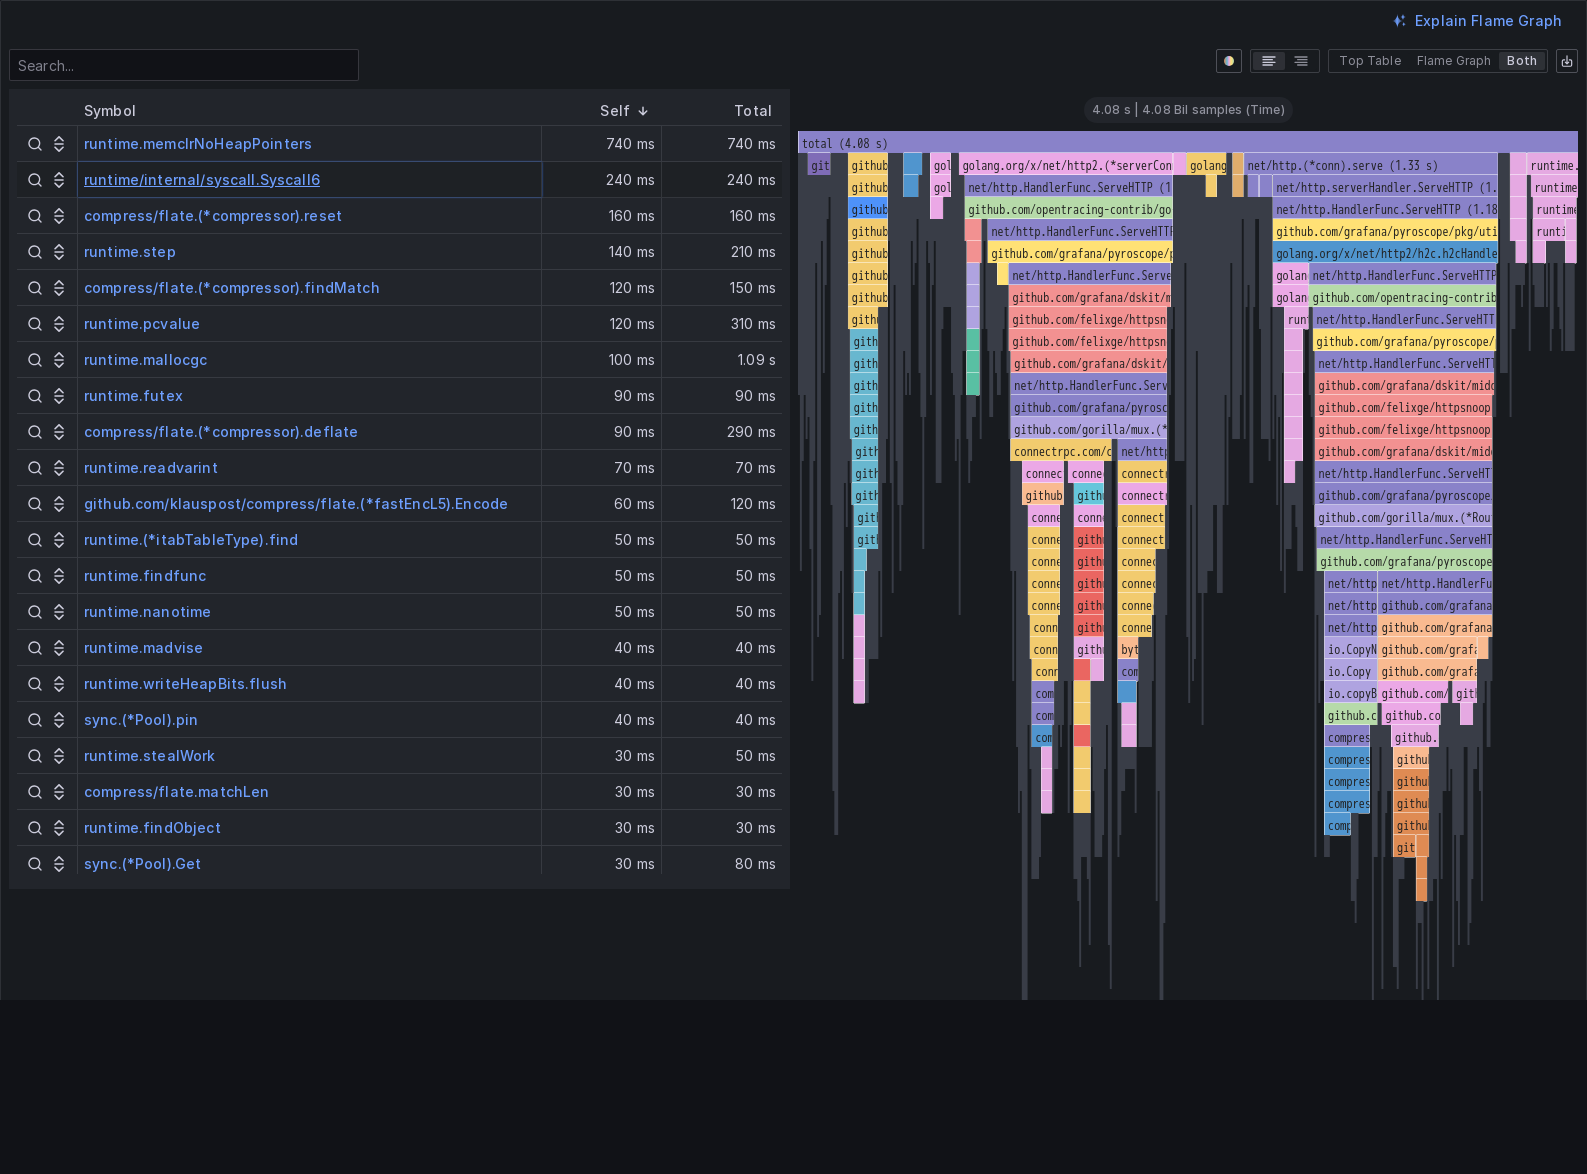 Explain Flame Graph
Search...
Top Table Flame Graph Both
Symbol Self Total
runtime.memclrNoHeapPointers 740 ms 740 ms
runtime/internal/syscall.Syscall6 240 ms 240 ms
compress/flate.(*compressor).reset 160 ms 160 ms
runtime.step 140 ms 210 ms
compress/flate.(*compressor).findMatch 120 ms 150 ms
runtime.pcvalue 120 ms 310 ms
runtime.mallocgc 100 ms 1.09 s
runtime.futex 90 ms 90 ms
compress/flate.(*compressor).deflate 90 ms 290 ms
runtime.readvarint 70 ms 70 ms
github.com/klauspost/compress/flate.(*fastEncL5).Encode 60 ms 120 ms
runtime.(*itabTableType).find 50 ms 50 ms
runtime.findfunc 50 ms 50 ms
runtime.nanotime 50 ms 50 ms
runtime.madvise 40 ms 40 ms
runtime.writeHeapBits.flush 40 ms 40 ms
sync.(*Pool).pin 40 ms 40 ms
runtime.stealWork 30 ms 50 ms
compress/flate.matchLen 30 ms 30 ms
runtime.findObject 30 ms 30 ms
sync.(*Pool).Get 30 ms 80 ms
4.08 s | 4.08 Bil samples (Time)
total (4.08 s)
git github gol golang.org/x/net/http2.(*serverCon golang net/http.(*conn).serve (1.33 s) runtime.
github gol net/http.HandlerFunc.ServeHTTP (1 net/http.serverHandler.ServeHTTP (1. runtime
github github.com/opentracing-contrib/go net/http.HandlerFunc.ServeHTTP (1.18 runtime
github net/http.HandlerFunc.ServeHTTP github.com/grafana/pyroscope/pkg/uti runti
github github.com/grafana/pyroscope/p golang.org/x/net/http2/h2c.h2cHandle
github net/http.HandlerFunc.Serve golan net/http.HandlerFunc.ServeHTTP
github github.com/grafana/dskit/m golan github.com/opentracing-contrib
github github.com/felixge/httpsn run net/http.HandlerFunc.ServeHTT
gith github.com/felixge/httpsn github.com/grafana/pyroscope/
gith github.com/grafana/dskit/ net/http.HandlerFunc.ServeHTT
gith net/http.HandlerFunc.Serv github.com/grafana/dskit/midd
gith github.com/grafana/pyrosc github.com/felixge/httpsnoop
gith github.com/gorilla/mux.(* github.com/felixge/httpsnoop
gith connectrpc.com/c net/http github.com/grafana/dskit/midd
gith connec conne connect net/http.HandlerFunc.ServeHT
gith github gith connect github.com/grafana/pyroscope
gith conne conn connect github.com/gorilla/mux.(*Rou
gith conne gith connect net/http.HandlerFunc.ServeHT
conne gith connec github.com/grafana/pyroscope
conne gith connec net/http net/http.HandlerFu
conne gith conne net/http github.com/grafana
conn gith conne net/http github.com/grafana
conn gith byt io.CopyN github.com/graf
conn com io.Copy github.com/graf
com io.copyB github.com/ gith
com github.c github.co
com compres github.
compres githu
compres githu
compres githu
comp githu
git